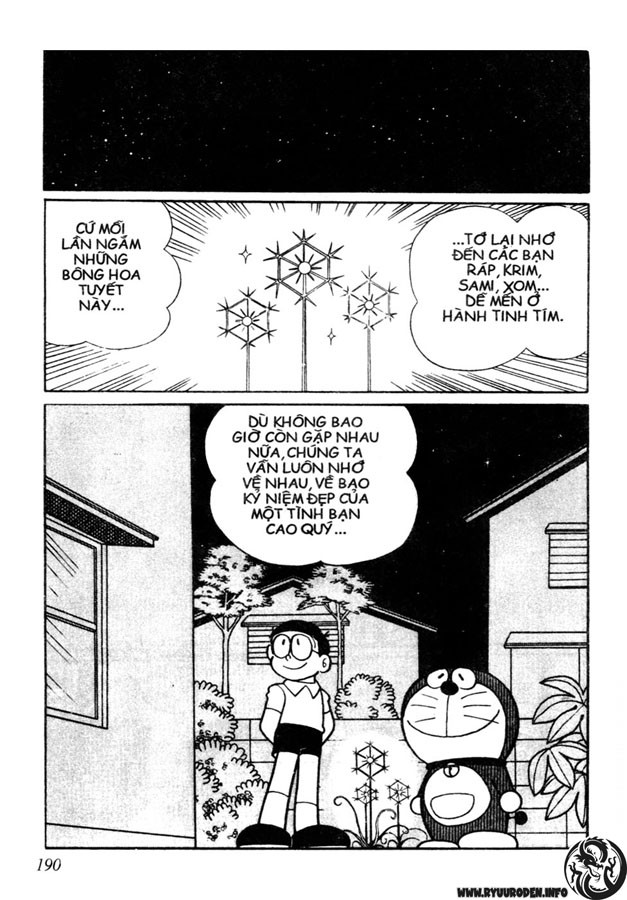 CỨ MỖI
LẦN NGẮM
NHỮNG
BÔNG HOA
TUYẾT
NÀY...
...TỚ LẠI NHỚ
ĐẾN CÁC BẠN
RÁP, KRIM,
SAMI, XOM...
DỄ MẾN Ở
HÀNH TINH TÍM.
DÙ KHÔNG BAO
GIỜ CÒN GẶP NHAU
NỮA, CHÚNG TA
VẪN LUÔN NHỚ
VỀ NHAU, VỀ BAO
KỶ NIỆM ĐẸP CỦA
MỘT TÌNH BẠN
CAO QUÝ...
190
WWW.RYUURODEN.INFO